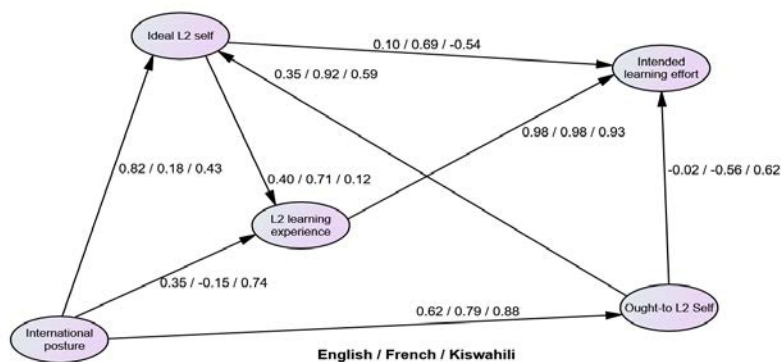 Ideal L2 self
0.10 / 0.69 / -0.54
Intended
learning effort
0.35 / 0.92 / 0.59
0.98 / 0.98 / 0.93
0.82 / 0.18 / 0.43
-0.02 / -0.56 / 0.62
0.40 / 0.71 / 0.12
L2 learning
experience
0.35 / -0.15 / 0.74
Ought-to L2 Self
0.62 / 0.79 / 0.88
International
posture
English / French / Kiswahili